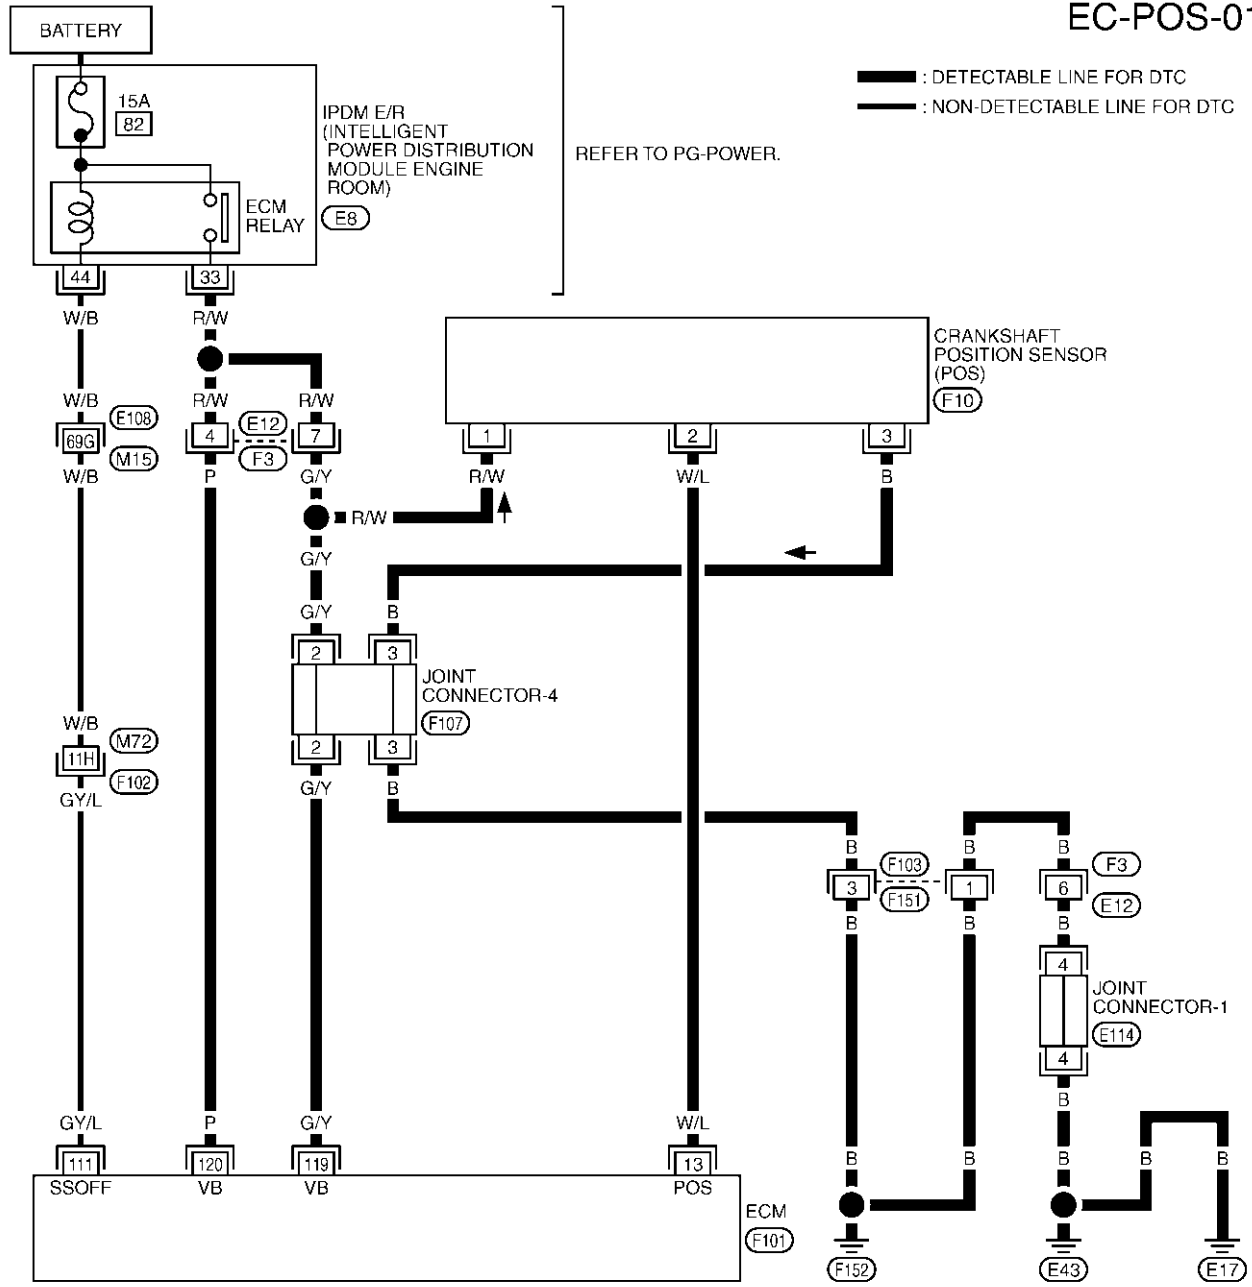 EC-POS-01
BATTERY
: DETECTABLE LINE FOR DTC
: NON-DETECTABLE LINE FOR DTC
15A
82
IPDM E/R
(INTELLIGENT
POWER DISTRIBUTION
MODULE ENGINE
ROOM)
E8
REFER TO PG-POWER.
ECM
RELAY
44
33
W/B
R/W
CRANKSHAFT
POSITION SENSOR
(POS)
F10
W/B
E108
R/W
E12
R/W
69G
4
7
1
2
3
M15
F3
W/B
P
G/Y
R/W
W/L
B
R/W
G/Y
G/Y
B
2
3
JOINT
CONNECTOR-4
F107
W/B
M72
2
3
11H
F102
GY/L
G/Y
B
B
B
B
F103
F3
3
1
6
F151
E12
B
B
B
4
JOINT
CONNECTOR-1
E114
4
B
GY/L
P
G/Y
W/L
111
120
119
13
B
B
B
B
B
SSOFF
VB
VB
POS
ECM
F101
F152
E43
E17